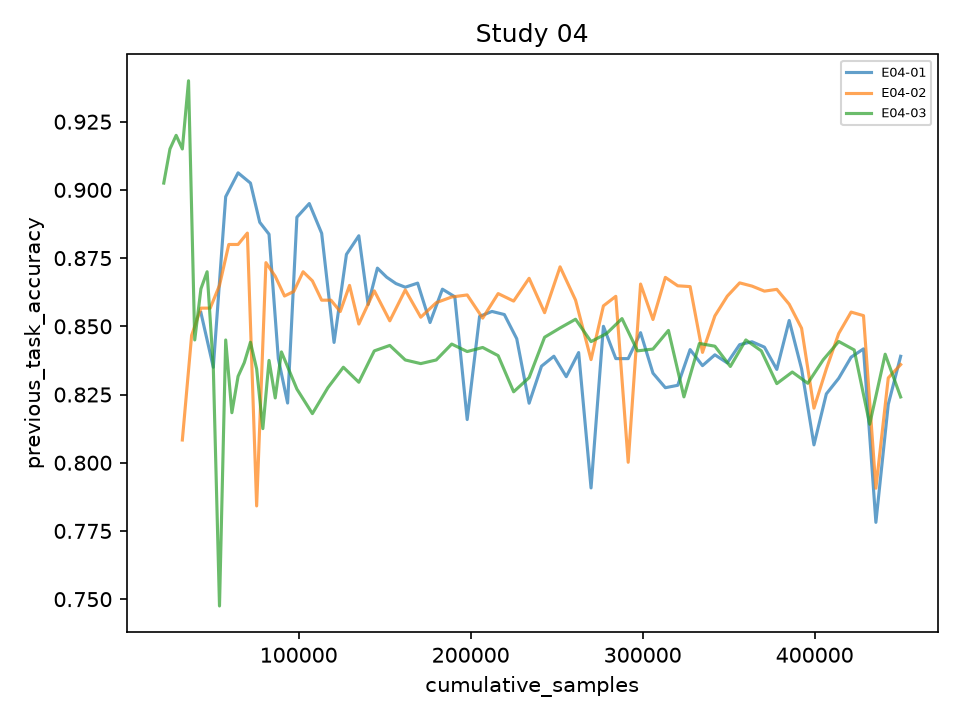 Study 04
E04-01
E04-02
E04-03
previous_task_accuracy
0.925
0.900
0.875
0.850
0.825
0.800
0.775
0.750
100000 200000 300000 400000
cumulative_samples